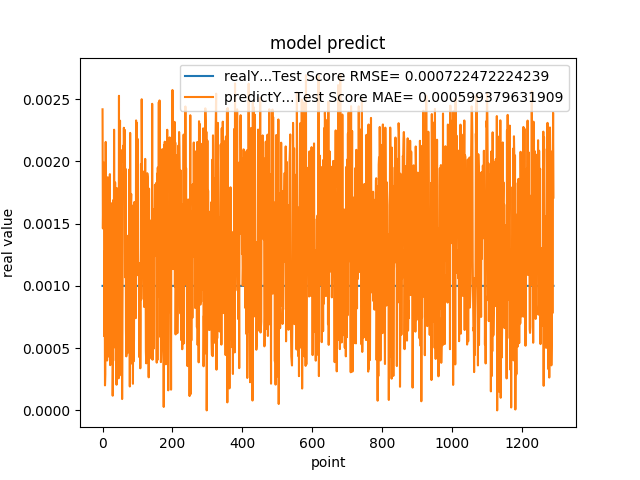 model predict
realY...Test Score RMSE= 0.000722472224239
predictY...Test Score MAE= 0.000599379631909
0.0025
0.0020
0.0015
0.0010
0.0005
0.0000
real value
0 200 400 600 800 1000 1200
point